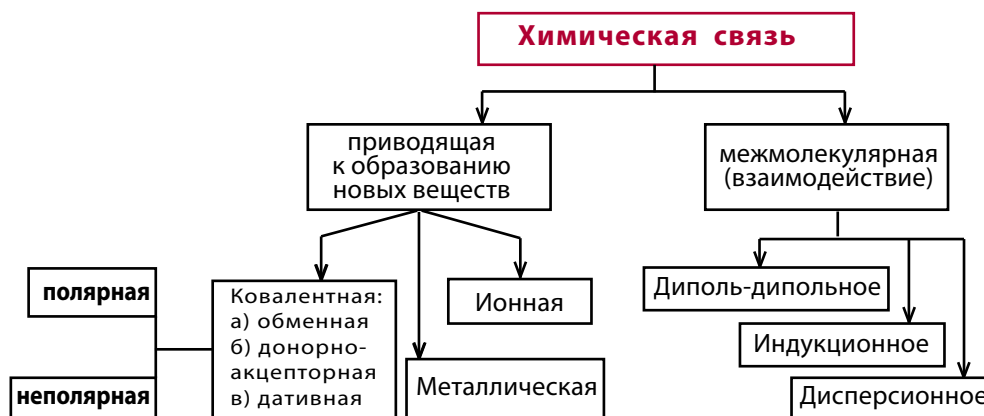 Химическая связь
приводящая
к образованию
новых веществ
межмолекулярная
(взаимодействие)
полярная
неполярная
Ковалентная:
а) обменная
б) донорно-
акцепторная
в) дативная
Металлическая
Ионная
Диполь-дипольное
Индукционное
Дисперсионное